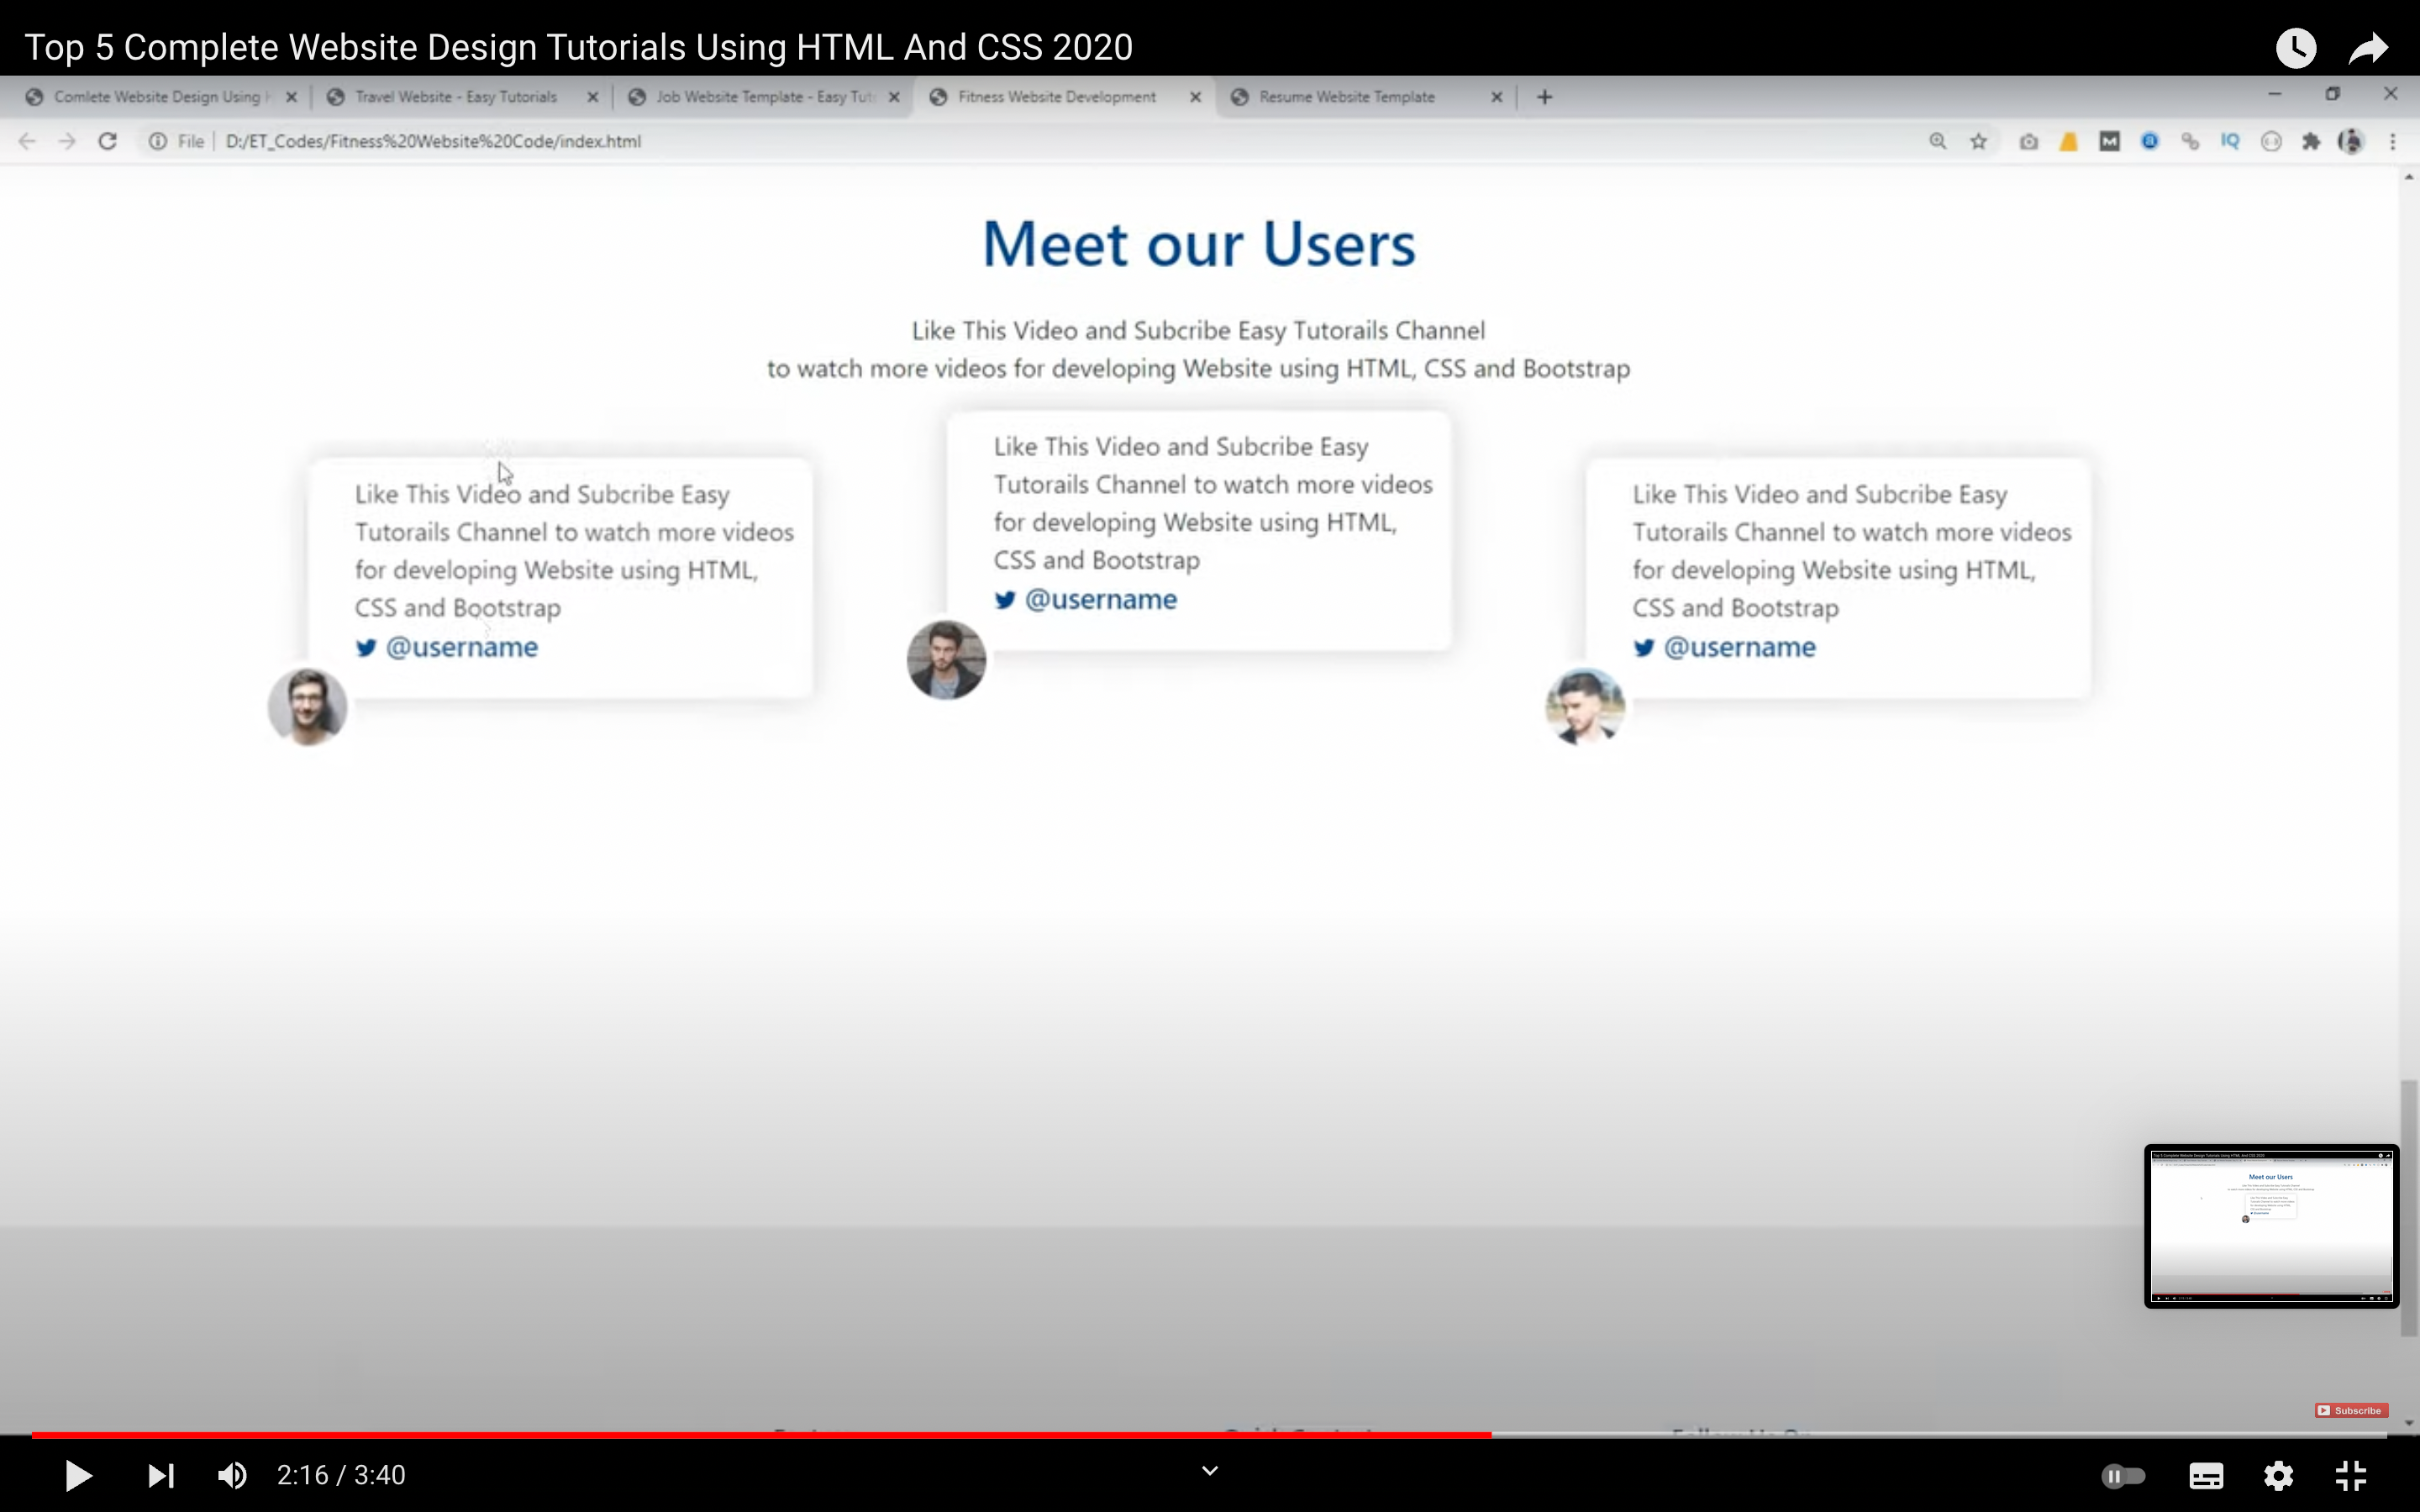 Top 5 Complete Website Design Tutorials Using HTML And CSS 2020
Comlete Website Design Using
Travel Website - Easy Tutorials
Job Website Template - Easy Tut
Fitness Website Development
Resume Website Template
File
D:/ET_Codes/Fitness%20Website%20Code/index.html
IQ
Meet our Users
Like This Video and Subcribe Easy Tutorails Channel
to watch more videos for developing Website using HTML, CSS and Bootstrap
Like This Video and Subcribe Easy
Tutorails Channel to watch more videos
for developing Website using HTML,
CSS and Bootstrap
@username
Like This Video and Subcribe Easy
Tutorails Channel to watch more videos
for developing Website using HTML,
CSS and Bootstrap
@username
Like This Video and Subcribe Easy
Tutorails Channel to watch more videos
for developing Website using HTML,
CSS and Bootstrap
@username
Meet our Users
Subscribe
2:16 / 3:40